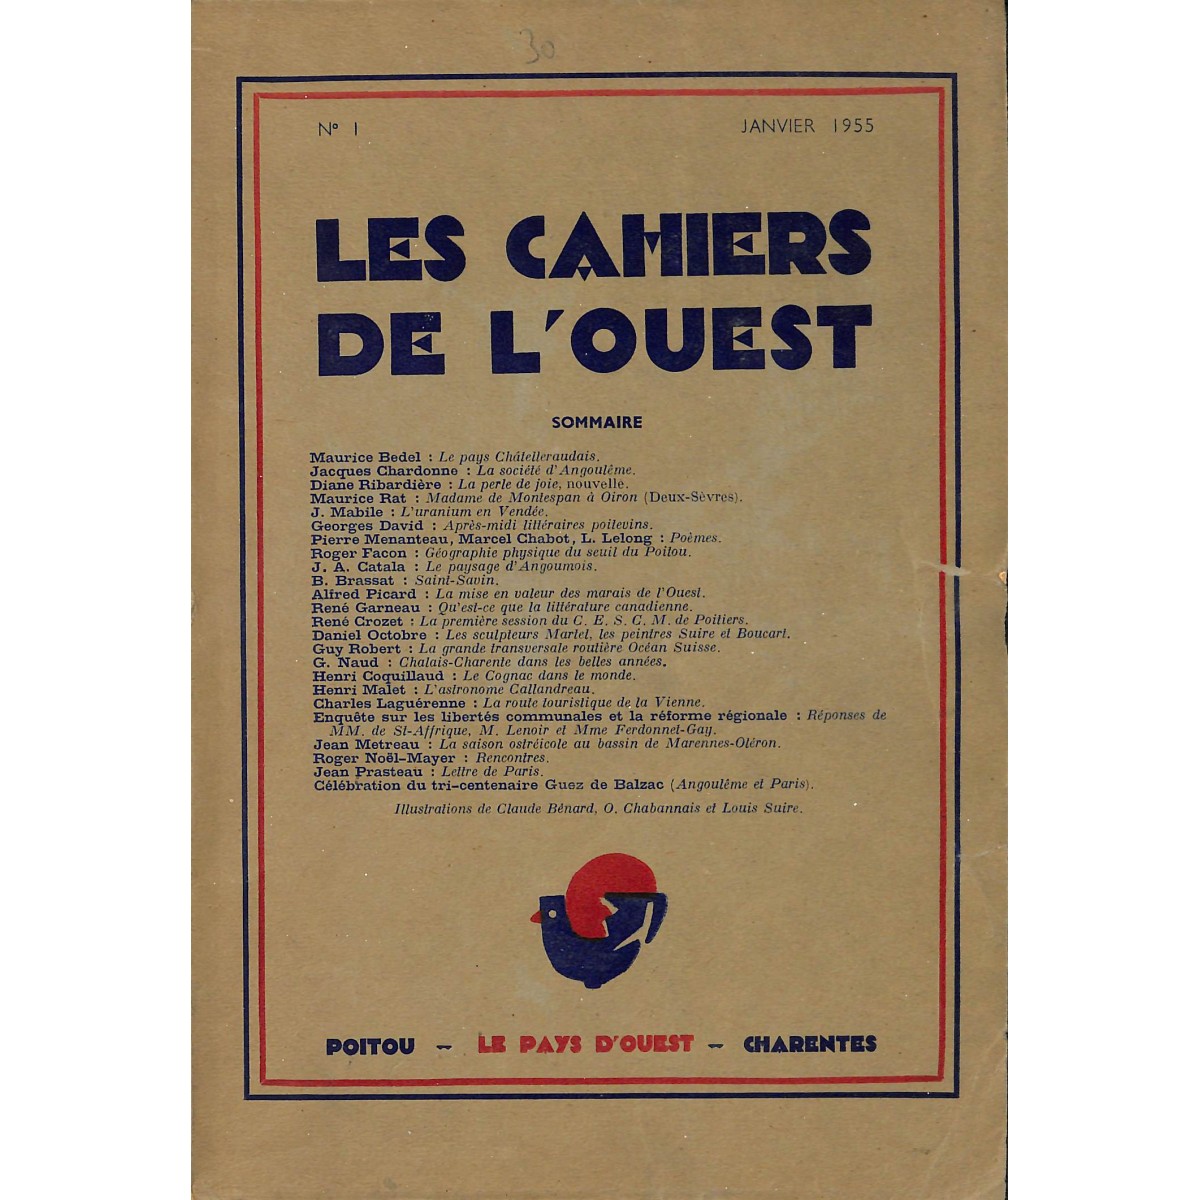 30
N° 1
JANVIER 1955
LES CAHIERS
DE L'OUEST
SOMMAIRE
Maurice Bedel : Le pays Châtelleraudais.
Jacques Chardonne : La société d'Angoulême.
Diane Ribardière : La perle de joie, nouvelle.
Maurice Rat : Madame de Montespan à Oiron (Deux-Sèvres).
J. Mabile : L'uranium en Vendée.
Georges David : Après-midi littéraires poitevins.
Pierre Menanteau, Marcel Chabot, L. Lelong : Poèmes.
Roger Facon : Géographie physique du seuil du Poitou.
J. A. Catala : Le paysage d'Angoumois.
B. Brassat : Saint-Savin.
Alfred Picard : La mise en valeur des marais de l'Ouest.
René Garneau : Qu'est-ce que la littérature canadienne.
René Crozet : La première session du C. E. S. C. M. de Poitiers.
Daniel Octobre : Les sculpteurs Martel, les peintres Suire et Boucart.
Guy Robert : La grande transversale routière Océan Suisse.
G. Naud : Chalais-Charente dans les belles années.
Henri Coquillaud : Le Cognac dans le monde.
Henri Malet : L'astronome Callandreau.
Charles Laguérenne : La route touristique de la Vienne.
Enquête sur les libertés communales et la réforme régionale : Réponses de
MM. de St-Affrique, M. Lenoir et Mme Ferdonnet-Gay.
Jean Metreau : La saison ostréicole au bassin de Marennes-Oléron.
Roger Noël-Mayer : Rencontres.
Jean Prasteau : Lettre de Paris.
Célébration du tri-centenaire Guez de Balzac (Angoulême et Paris).
Illustrations de Claude Bénard, O. Chabannais et Louis Suire.
POITOU – LE PAYS D'OUEST – CHARENTES